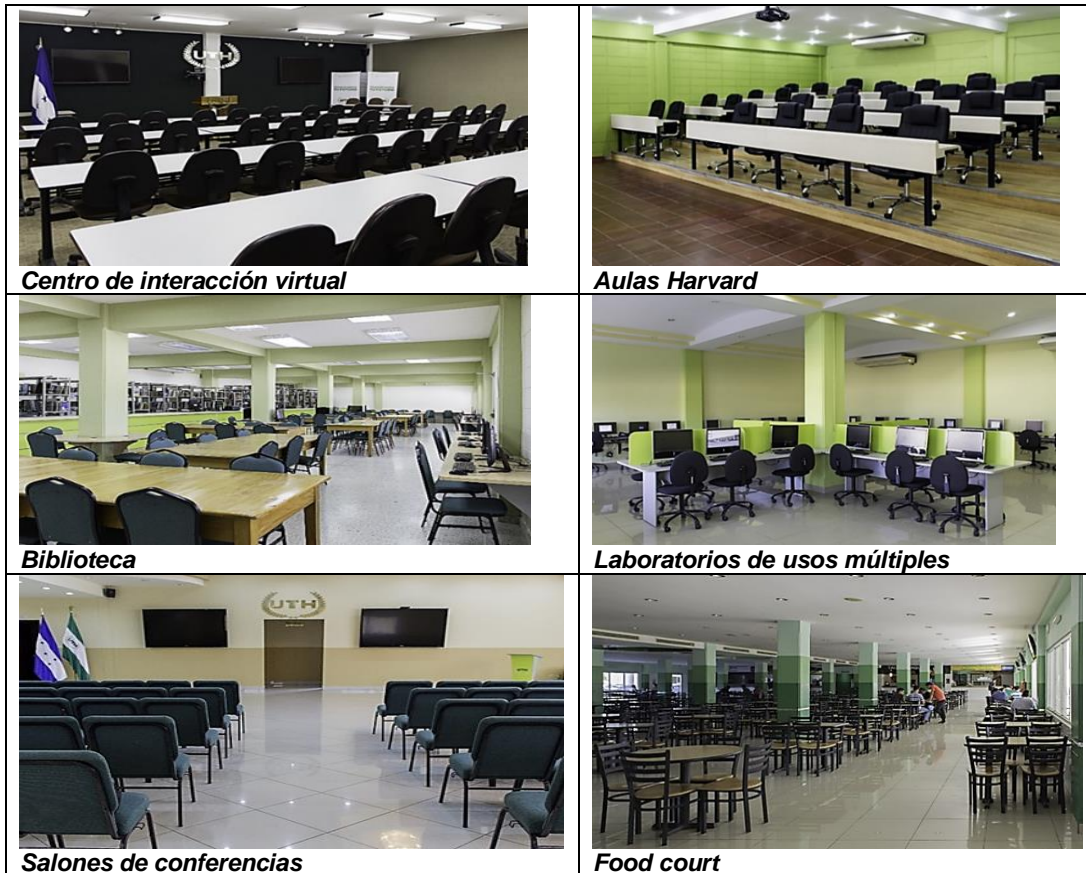 UTH
Centro de interacción virtual
Aulas Harvard
Biblioteca
Laboratorios de usos múltiples
UTH
Salones de conferencias
Food court